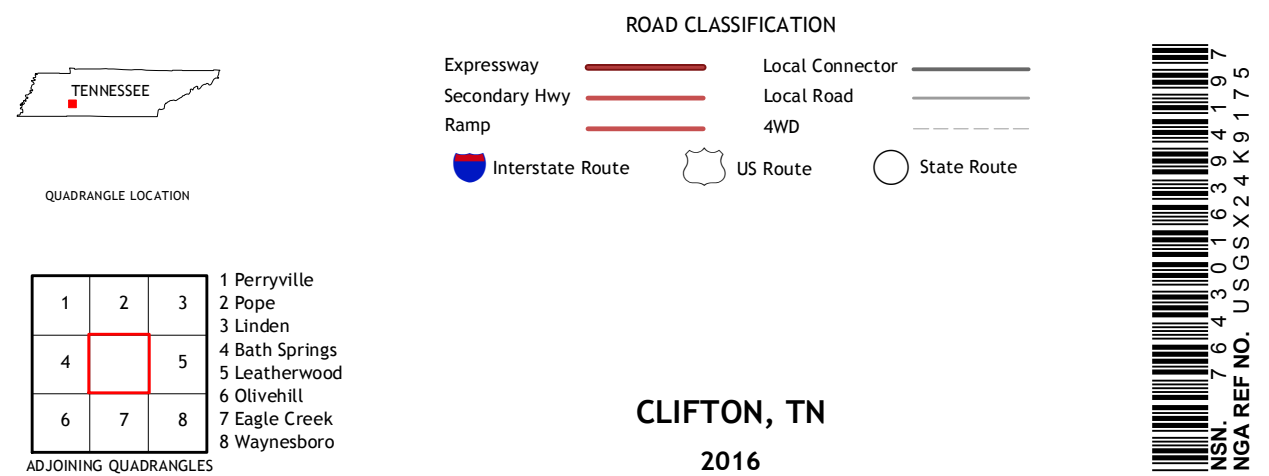 ROAD CLASSIFICATION
Expressway
Secondary Hwy
Ramp
Local Connector
Local Road
4WD
Interstate Route
US Route
State Route
TENNESSEE
QUADRANGLE LOCATION
1 2 3
4 5
6 7 8
1 Perryville
2 Pope
3 Linden
4 Bath Springs
5 Leatherwood
6 Olivehill
7 Eagle Creek
8 Waynesboro
ADJOINING QUADRANGLES
CLIFTON, TN
2016
NSN. 7643016394197
NGA REF NO. USGSX24K9175